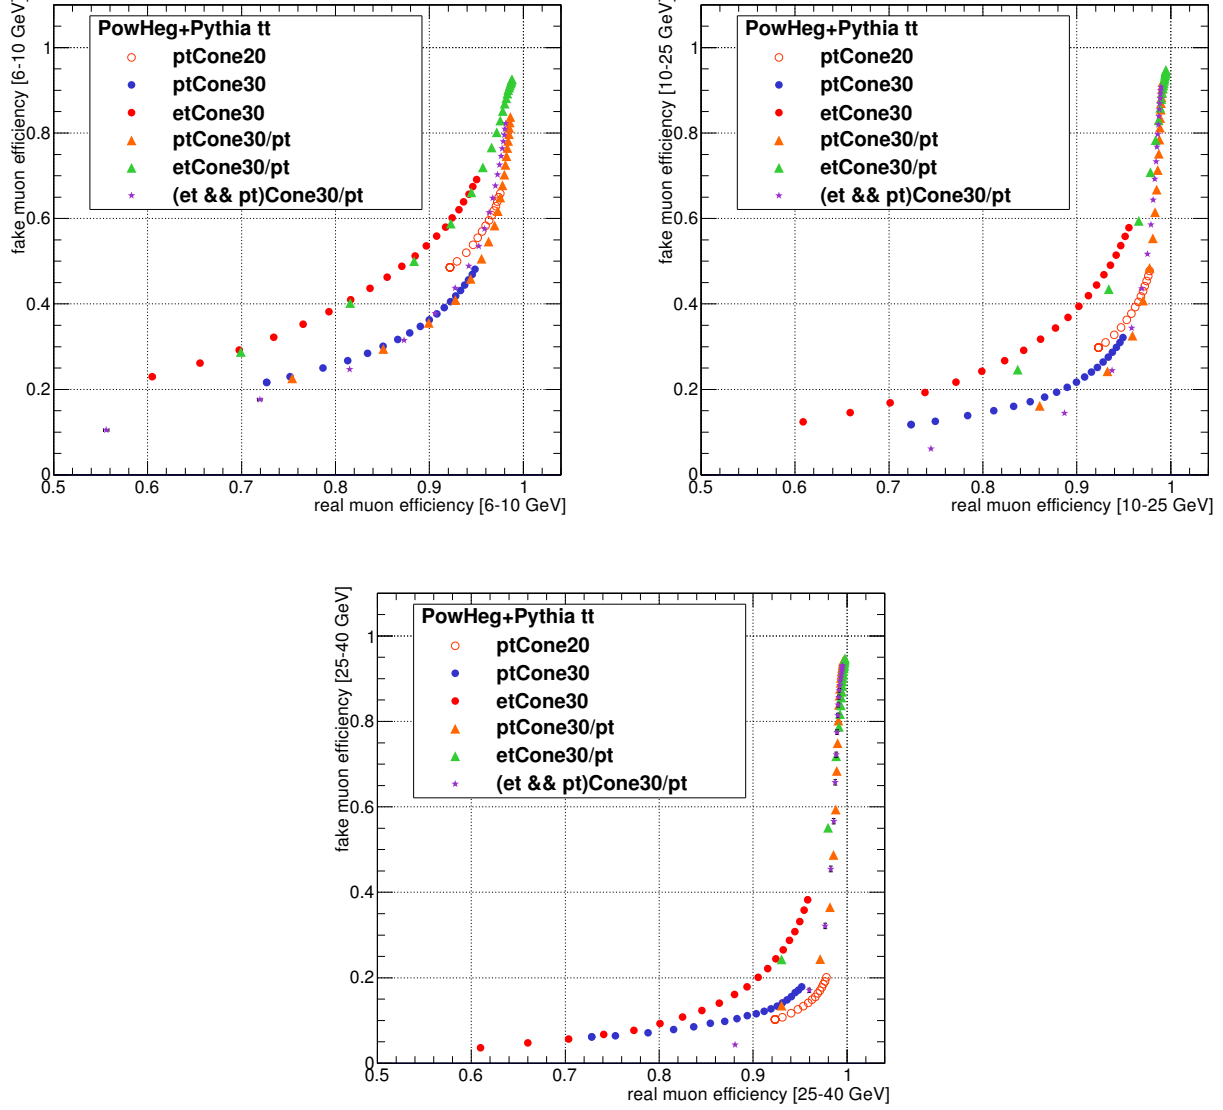 fake muon efficiency [6-10 GeV]
PowHeg+Pythia tt
ptCone20
ptCone30
etCone30
ptCone30/pt
etCone30/pt
(et && pt)Cone30/pt
1
0.8
0.6
0.4
0.2
0
0.5 0.6 0.7 0.8 0.9 1
real muon efficiency [6-10 GeV]
fake muon efficiency [10-25 GeV]
PowHeg+Pythia tt
ptCone20
ptCone30
etCone30
ptCone30/pt
etCone30/pt
(et && pt)Cone30/pt
1
0.8
0.6
0.4
0.2
0
0.5 0.6 0.7 0.8 0.9 1
real muon efficiency [10-25 GeV]
fake muon efficiency [25-40 GeV]
PowHeg+Pythia tt
ptCone20
ptCone30
etCone30
ptCone30/pt
etCone30/pt
(et && pt)Cone30/pt
1
0.8
0.6
0.4
0.2
0
0.5 0.6 0.7 0.8 0.9 1
real muon efficiency [25-40 GeV]